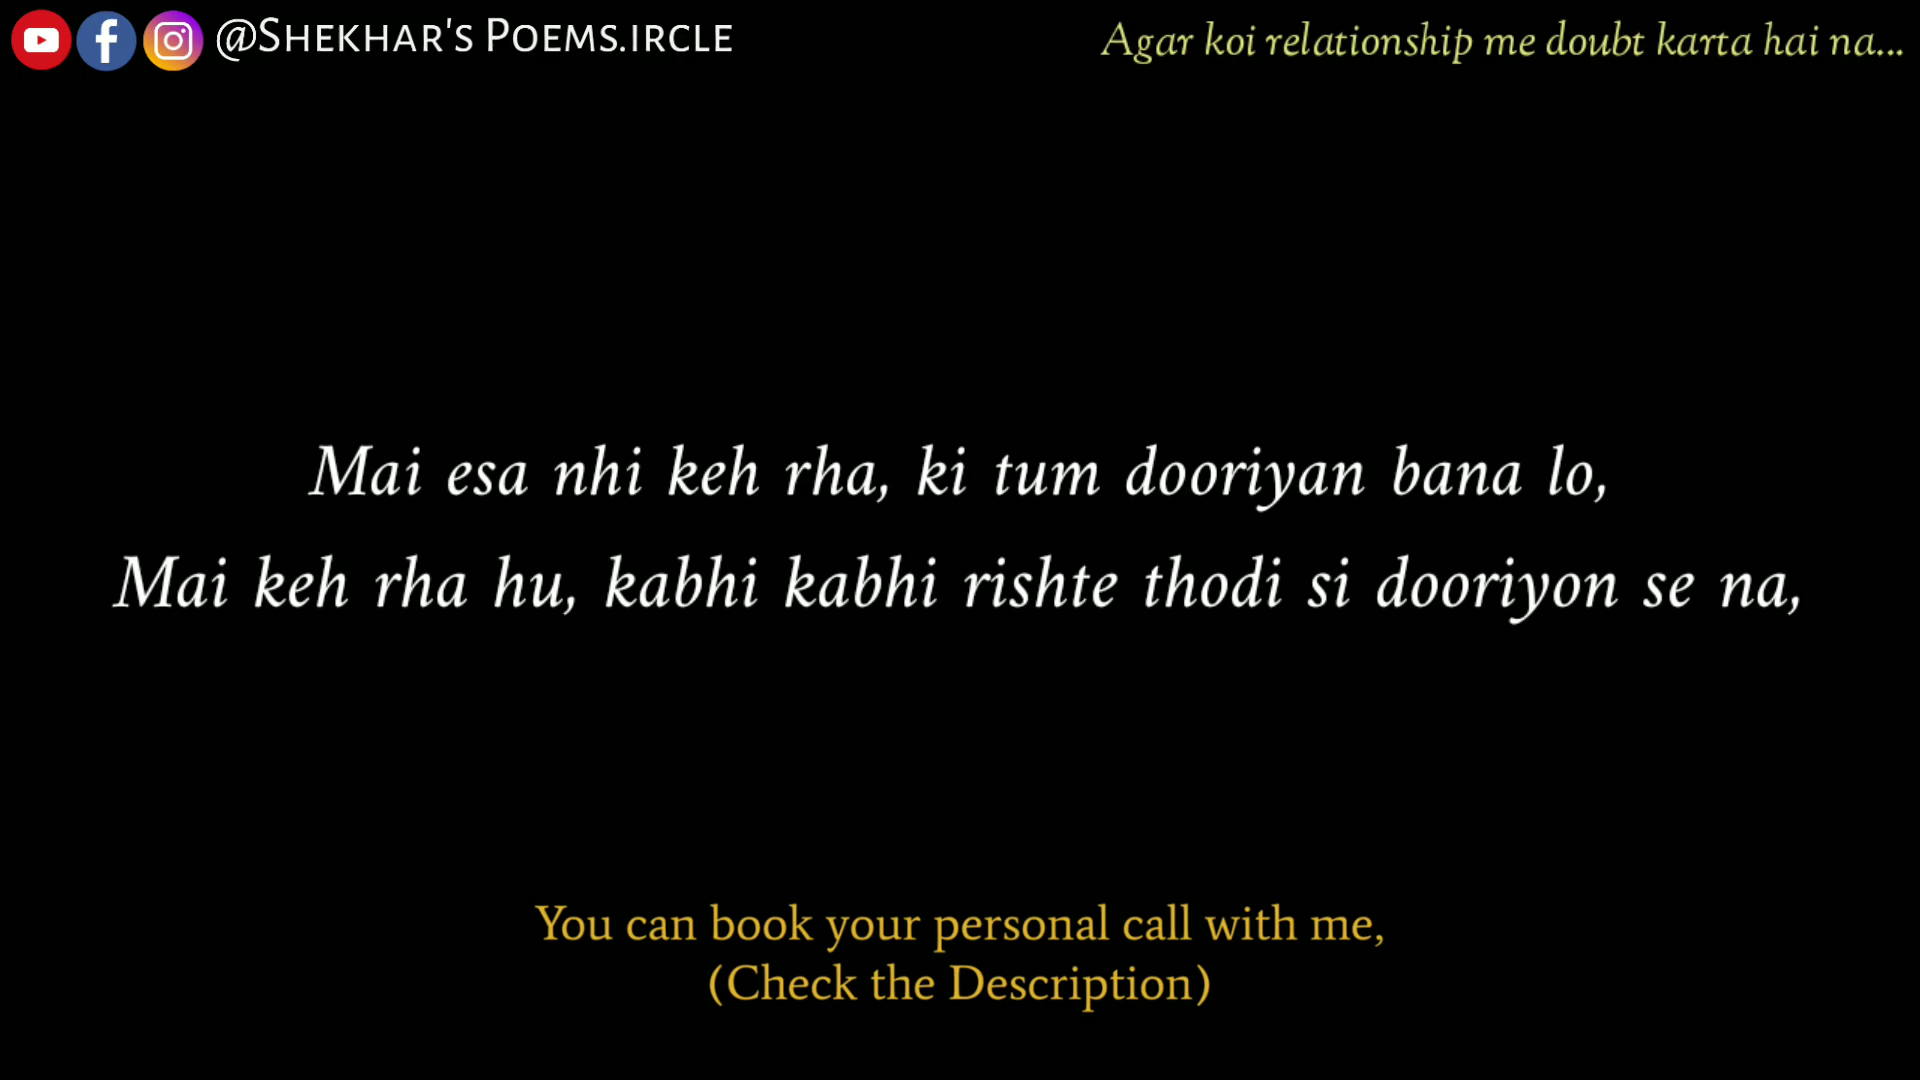 @Shekhar's Poems.ircle
Agar koi relationship me doubt karta hai na...
Mai esa nhi keh rha, ki tum dooriyan bana lo,
Mai keh rha hu, kabhi kabhi rishte thodi si dooriyon se na,
You can book your personal call with me,
(Check the Description)